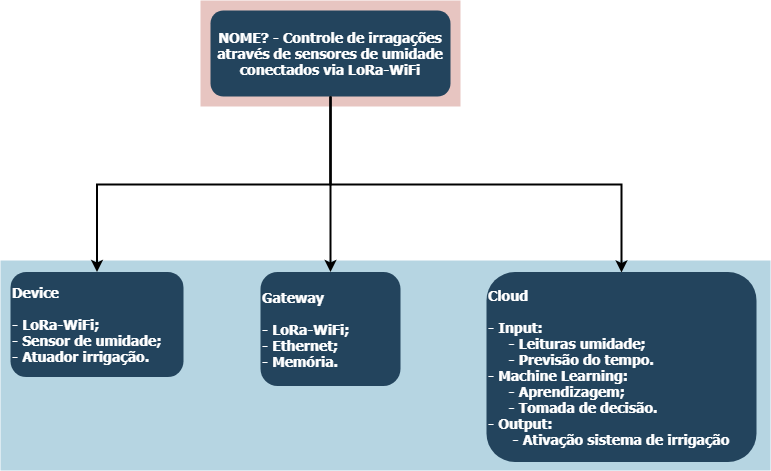 NOME? - Controle de irragações
através de sensores de umidade
conectados via LoRa-WiFi
Device
- LoRa-WiFi;
- Sensor de umidade;
- Atuador irrigação.
Gateway
- LoRa-WiFi;
- Ethernet;
- Memória.
Cloud
- Input:
- Leituras umidade;
- Previsão do tempo.
- Machine Learning:
- Aprendizagem;
- Tomada de decisão.
- Output:
- Ativação sistema de irrigação